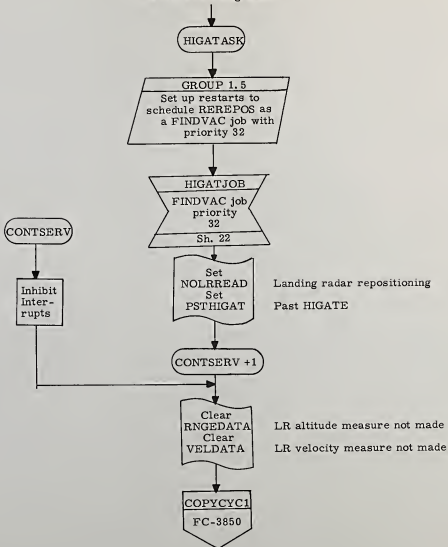 HIGATASK
GROUP 1.5
Set up restarts to
schedule REREPOS as
a FINDVAC job with
priority 32
HIGATJOB
FINDVAC job
priority
32
Sh. 22
CONTSERV
Inhibit
Inter-
rupts
Set
NOLRREAD
Set
PSTHIGAT
Landing radar repositioning
Past HIGATE
CONTSERV +1
Clear
RNGEDATA
Clear
VELDATA
LR altitude measure not made
LR velocity measure not made
COPYCYC1
FC-3850